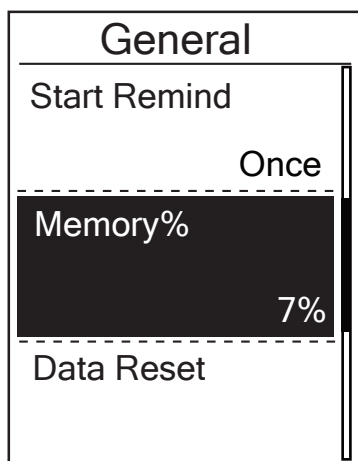 General
Start Remind
Once
Memory%
7%
Data Reset